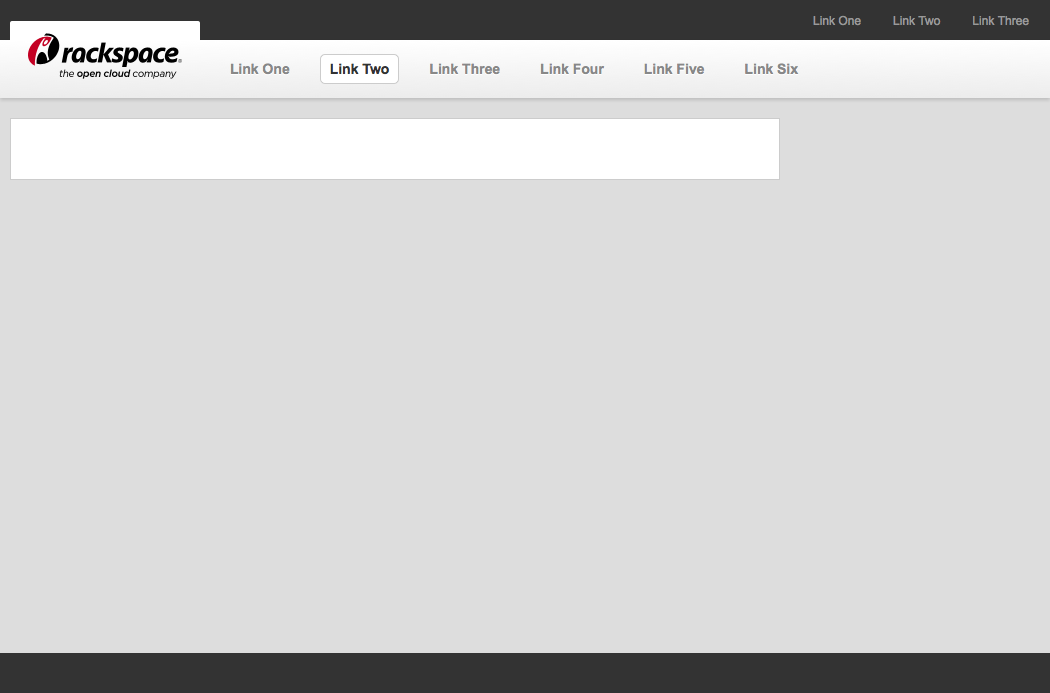 Link One Link Two Link Three
rackspace.
the open cloud company
Link One Link Two Link Three Link Four Link Five Link Six